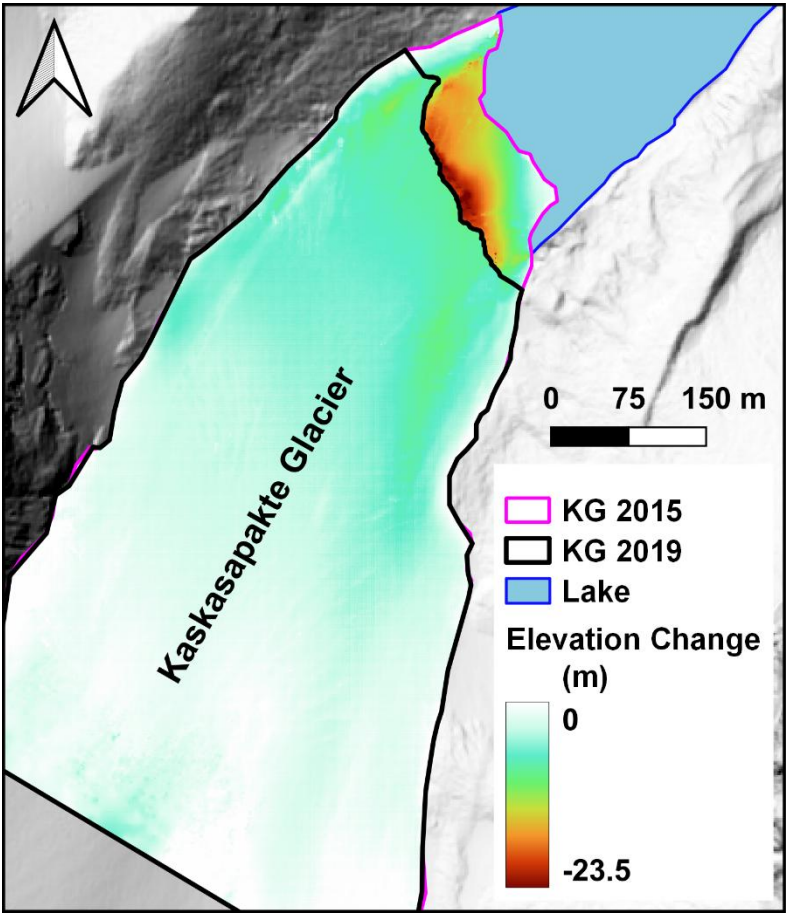 Kaskasapakte Glacier
0 75 150 m
KG 2015
KG 2019
Lake
Elevation Change
(m)
0
-23.5